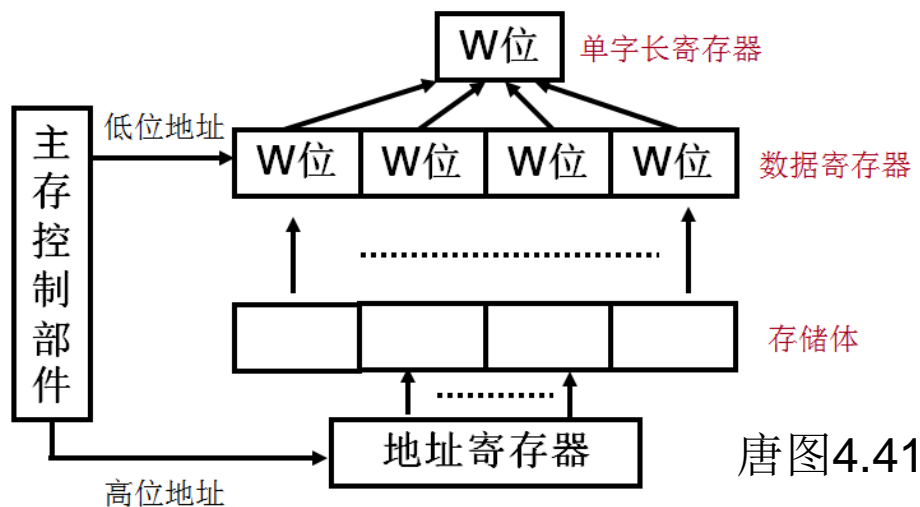 W位
单字长寄存器
主存控制部件
低位地址
W位 W位 W位 W位
数据寄存器
存储体
地址寄存器
高位地址
唐图4.41